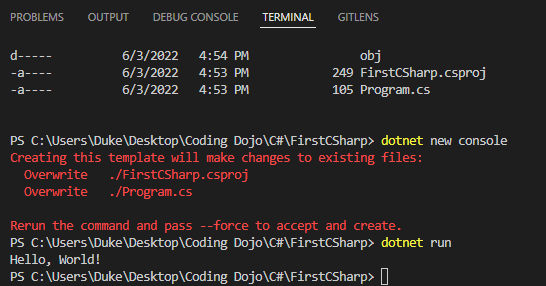 PROBLEMS OUTPUT DEBUG CONSOLE TERMINAL GITLENS
d----- 6/3/2022 4:54 PM obj
-a---- 6/3/2022 4:53 PM 249 FirstCSharp.csproj
-a---- 6/3/2022 4:53 PM 105 Program.cs
PS C:\Users\Duke\Desktop\Coding Dojo\C#\FirstCSharp> dotnet new console
Creating this template will make changes to existing files:
Overwrite ./FirstCSharp.csproj
Overwrite ./Program.cs
Rerun the command and pass --force to accept and create.
PS C:\Users\Duke\Desktop\Coding Dojo\C#\FirstCSharp> dotnet run
Hello, World!
PS C:\Users\Duke\Desktop\Coding Dojo\C#\FirstCSharp>